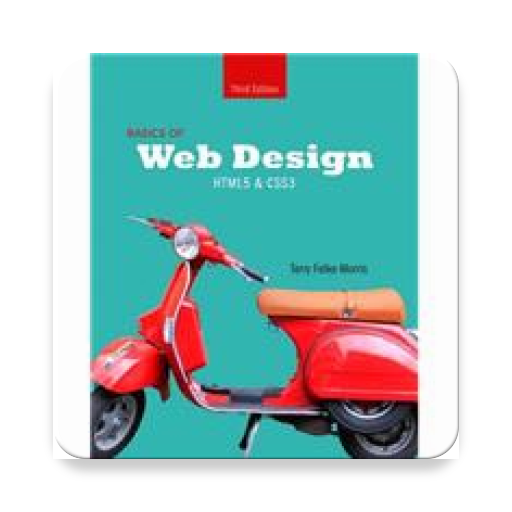 Third Edition
BASICS OF
Web Design
HTML5 & CSS3
Terry Felke-Morris